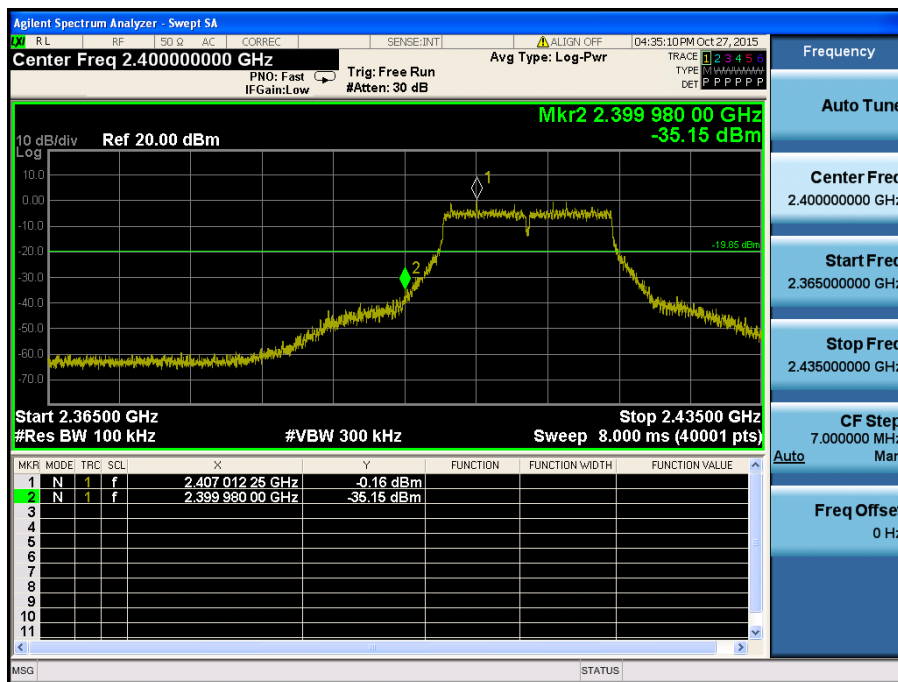 Agilent Spectrum Analyzer - Swept SA
LXI RL RF 50 Ω AC CORREC SENSE:INT ALIGN OFF 04:35:10 PM Oct 27, 2015
Center Freq 2.400000000 GHz
PNO: Fast
IFGain:Low
Trig: Free Run
#Atten: 30 dB
Avg Type: Log-Pwr
TRACE 1 2 3 4 5 6
TYPE M WWWWW
DET P P P P P P
Mkr2 2.399 980 00 GHz
-35.15 dBm
10 dB/div Ref 20.00 dBm
Log
10.0
0.00
-10.0
-20.0
-30.0
-40.0
-50.0
-60.0
-70.0
1
2
-19.85 dBm
Start 2.36500 GHz Stop 2.43500 GHz
#Res BW 100 kHz #VBW 300 kHz Sweep 8.000 ms (40001 pts)
MKR MODE TRC SCL X Y FUNCTION FUNCTION WIDTH FUNCTION VALUE
1 N 1 f 2.407 012 25 GHz -0.16 dBm
2 N 1 f 2.399 980 00 GHz -35.15 dBm
3
4
5
6
7
8
9
10
11
MSG STATUS
Frequency
Auto Tune
Center Freq
2.400000000 GHz
Start Freq
2.365000000 GHz
Stop Freq
2.435000000 GHz
CF Step
7.000000 MHz
Auto Man
Freq Offset
0 Hz